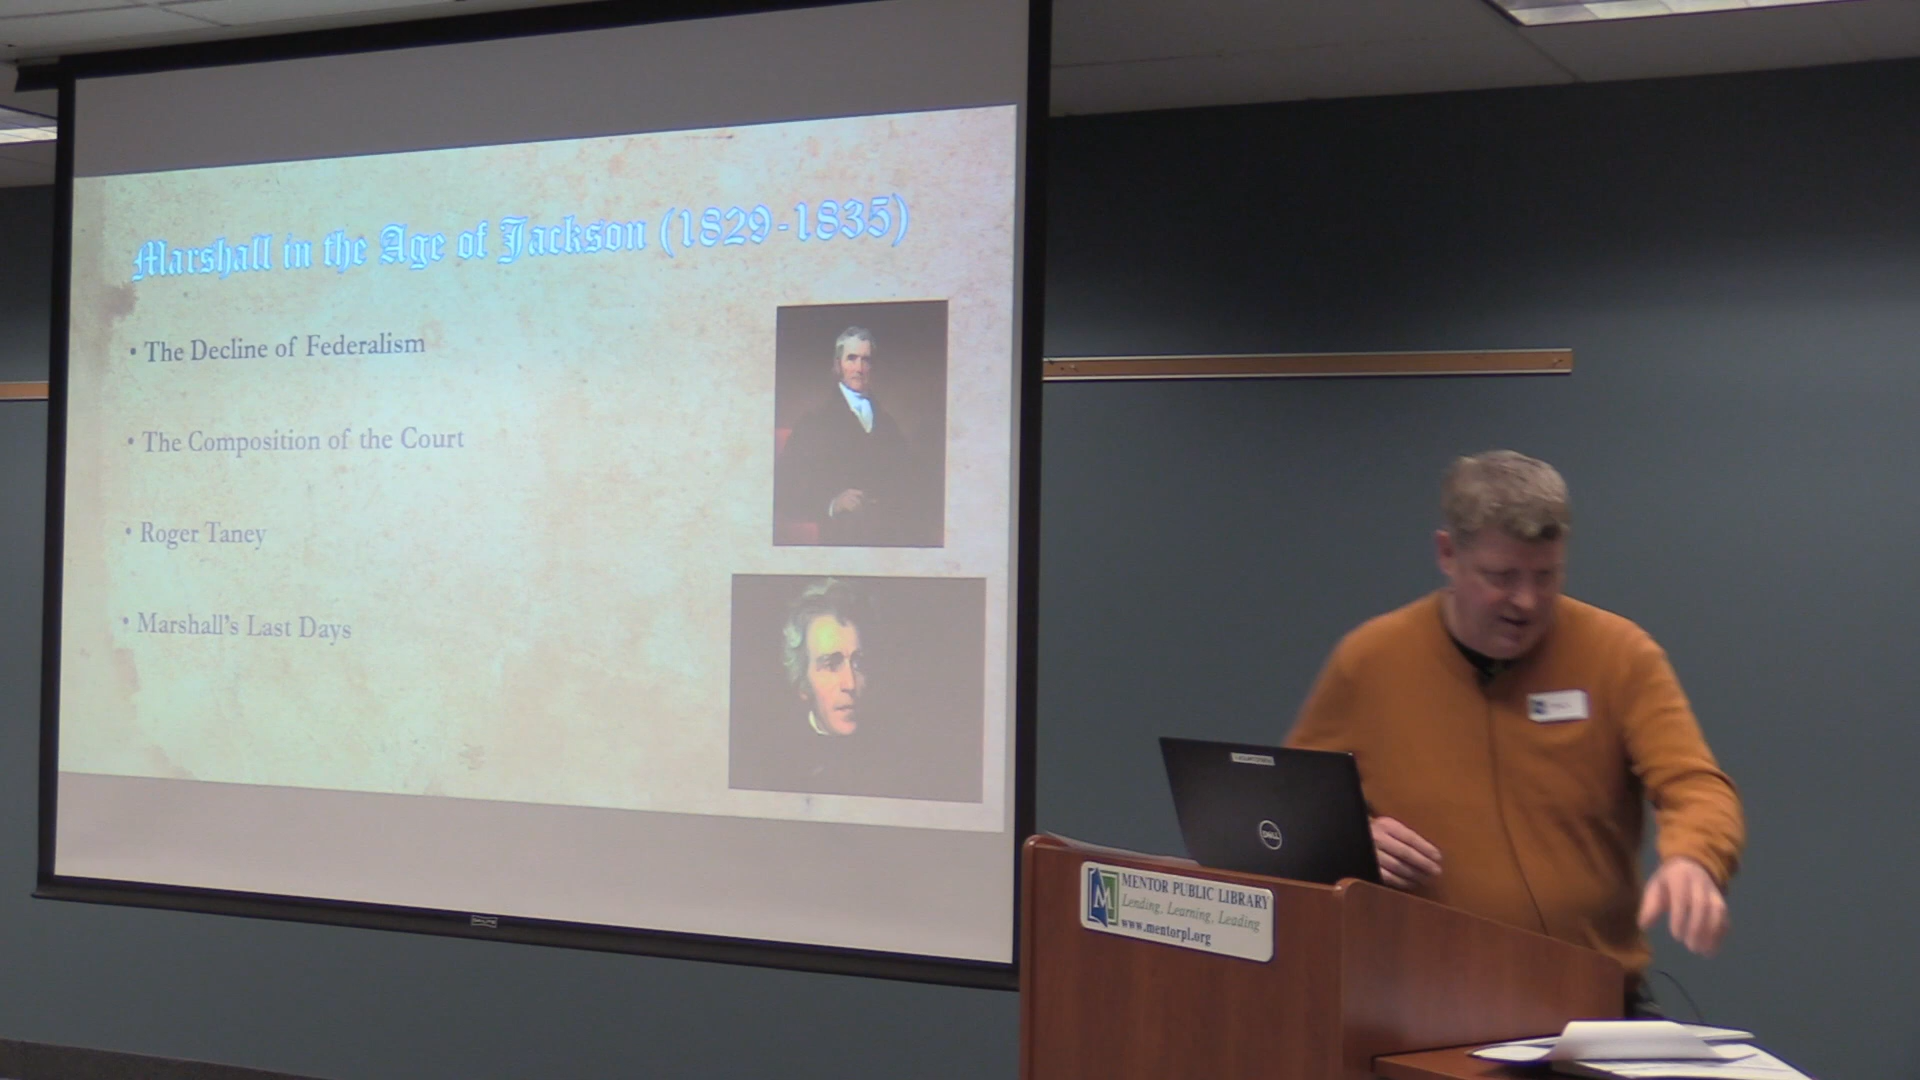 Marshall in the Age of Jackson (1829-1835)
• The Decline of Federalism
• The Composition of the Court
• Roger Taney
• Marshall's Last Days
DELL
M
MENTOR PUBLIC LIBRARY
Lending, Learning, Leading
www.mentorpl.org